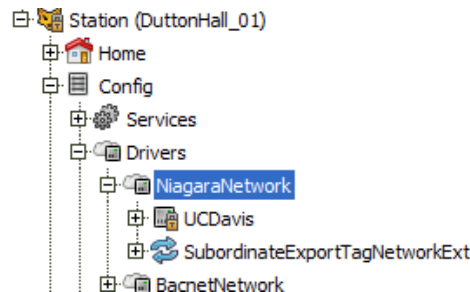 Station (DuttonHall_01)
Home
Config
Services
Drivers
NiagaraNetwork
UCDavis
SubordinateExportTagNetworkExt
BacnetNetwork